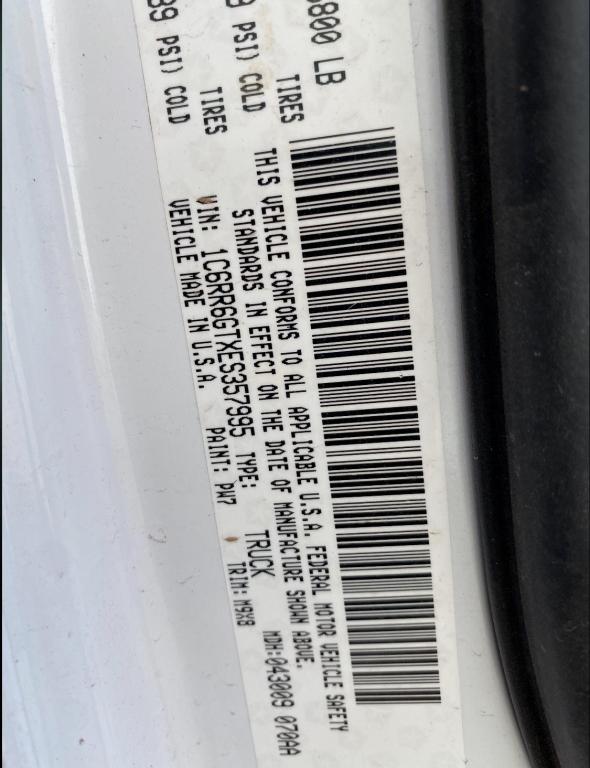 800 LB
TIRES
PSI) COLD
TIRES
89 PSI) COLD
THIS VEHICLE CONFORMS TO ALL APPLICABLE U.S.A. FEDERAL MOTOR VEHICLE SAFETY
STANDARDS IN EFFECT ON THE DATE OF MANUFACTURE SHOWN ABOVE.
VIN: 1C6RR6GTXES357995 TYPE: TRUCK MDH:043009 070AA
VEHICLE MADE IN U.S.A. PAINT: PW7 TRIM:M9X8